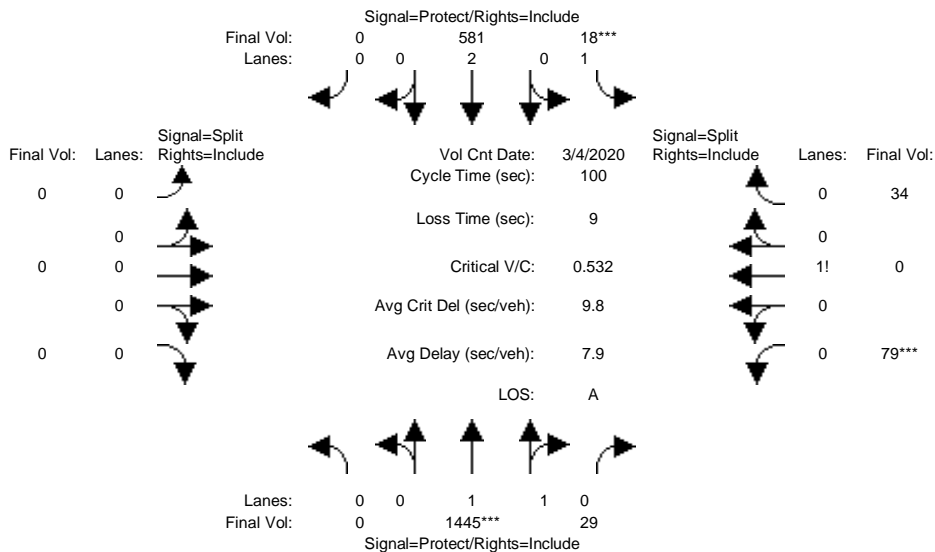 Signal=Protect/Rights=Include
Final Vol: 0 581 18***
Lanes: 0 0 2 0 1
Signal=Split
Final Vol: Lanes: Rights=Include
Vol Cnt Date: 3/4/2020
Signal=Split
Rights=Include Lanes: Final Vol:
Cycle Time (sec): 100
0 0
0 34
Loss Time (sec): 9
0
0
0 0
Critical V/C: 0.532
1! 0
0
Avg Crit Del (sec/veh): 9.8
0
0 0
Avg Delay (sec/veh): 7.9
0 79***
LOS: A
Lanes: 0 0 1 1 0
Final Vol: 0 1445*** 29
Signal=Protect/Rights=Include